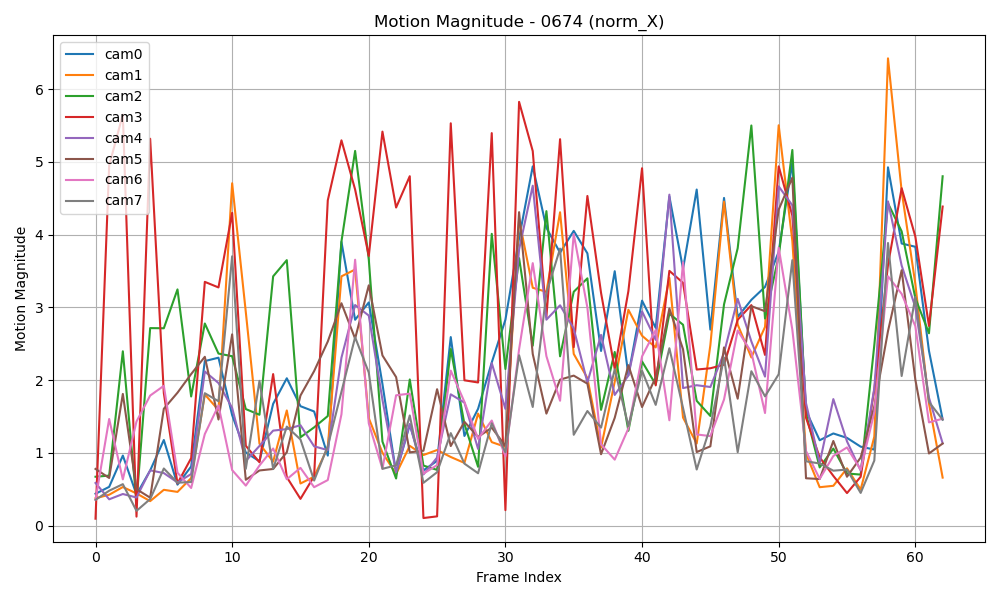 Motion Magnitude - 0674 (norm_X)
cam0
cam1
cam2
cam3
cam4
cam5
cam6
cam7
Motion Magnitude
6
5
4
3
2
1
0
0 10 20 30 40 50 60
Frame Index